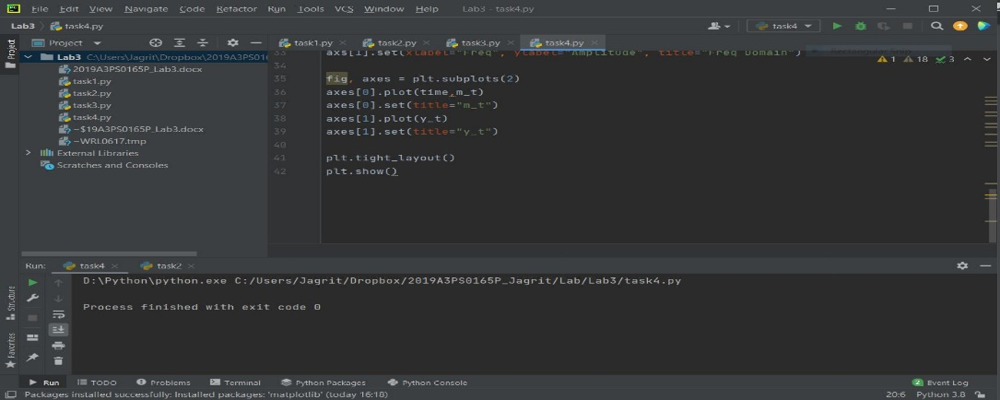 File Edit View Navigate Code Refactor Run Tools VCS Window Help Lab3 - task4.py
Lab3 task4.py
task4
Project
task1.py
task2.py
task3.py
task4.py
Project
Lab3 C:\Users\Jagrit\Dropbox\2019A3PS016
2019A3PS0165P_Lab3.docx
task1.py
task2.py
task3.py
task4.py
~$19A3PS0165P_Lab3.docx
~WRL0617.tmp
External Libraries
Scratches and Consoles
33 axs[1].set(xlabel="Freq", ylabel="Amplitude", title="Freq Domain")
1 18 3
34
35 fig, axes = plt.subplots(2)
36 axes[0].plot(time,m_t)
37 axes[0].set(title="m_t")
38 axes[1].plot(y_t)
39 axes[1].set(title="y_t")
40
41 plt.tight_layout()
42 plt.show()
Run: task4 task2
D:\Python\python.exe C:/Users/Jagrit/Dropbox/2019A3PS0165P_Jagrit/Lab/Lab3/task4.py
Process finished with exit code 0
Structure
Favorites
Run TODO Problems Terminal Python Packages Python Console 2 Event Log
Packages installed successfully: Installed packages: 'matplotlib' (today 16:18) 20:6 Python 3.8